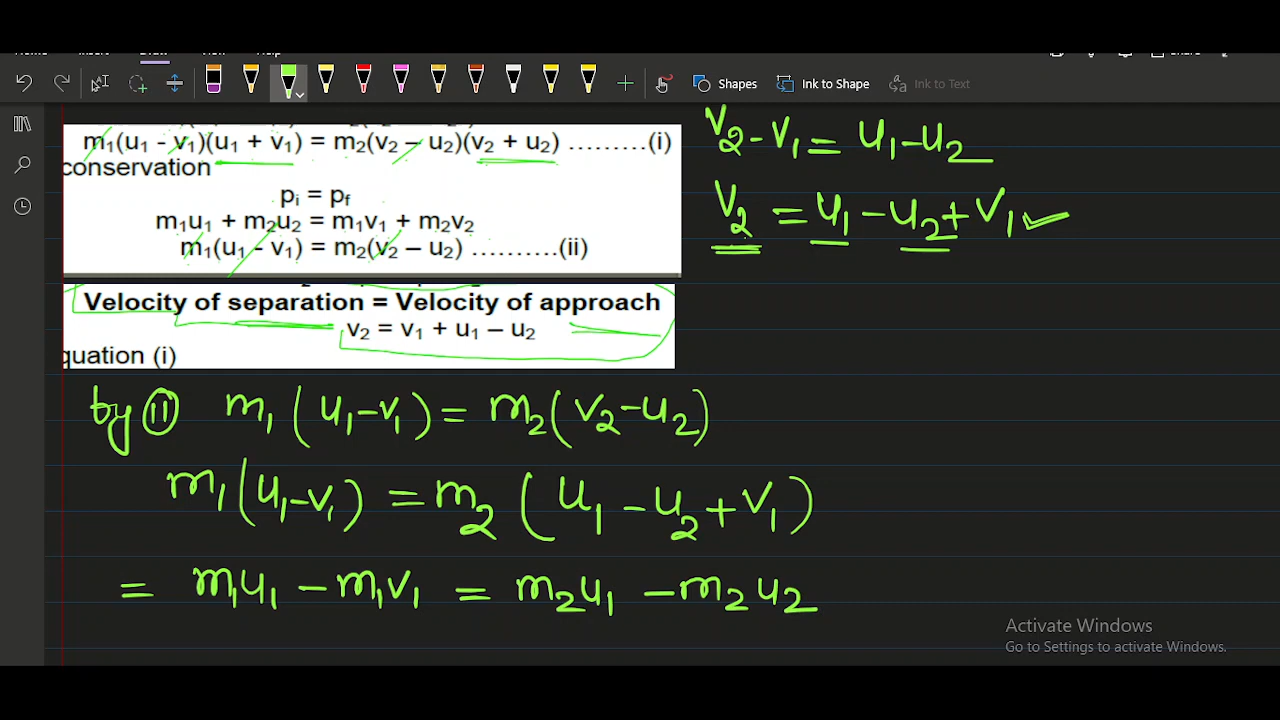 Shapes
Ink to Shape
Ink to Text
m₁(u₁ - v₁)(u₁ + v₁) = m₂(v₂ – u₂)(v₂ + u₂) ………(i)
conservation
pᵢ = p_f
m₁u₁ + m₂u₂ = m₁v₁ + m₂v₂
m₁(u₁ - v₁) = m₂(v₂ – u₂) ……….(ii)
Velocity of separation = Velocity of approach
v₂ = v₁ + u₁ – u₂
quation (i)
v₂ - v₁ = u₁ - u₂
v₂ = u₁ - u₂ + v₁ ✓
by (ii) m₁ (u₁ - v₁) = m₂ (v₂ - u₂)
m₁ (u₁ - v₁) = m₂ (u₁ - u₂ + v₁)
= m₁u₁ - m₁v₁ = m₂u₁ - m₂u₂
Activate Windows
Go to Settings to activate Windows.